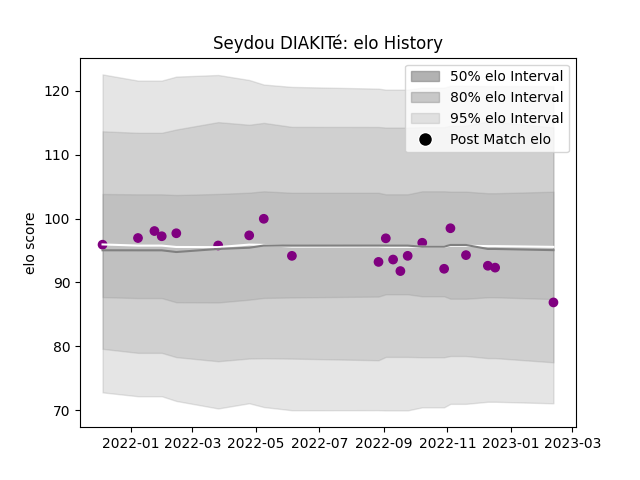 Seydou DIAKITé: elo History
50% elo Interval
80% elo Interval
95% elo Interval
Post Match elo
elo score
120
110
100
90
80
70
2022-01 2022-03 2022-05 2022-07 2022-09 2022-11 2023-01 2023-03